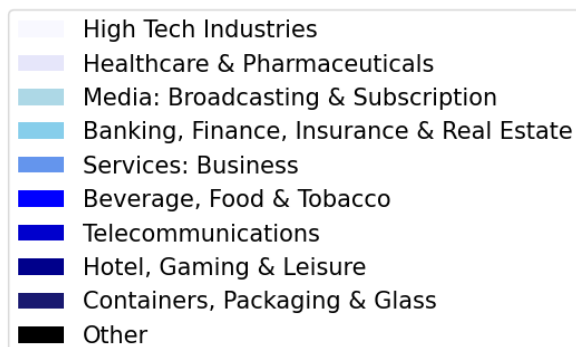 High Tech Industries
Healthcare & Pharmaceuticals
Media: Broadcasting & Subscription
Banking, Finance, Insurance & Real Estate
Services: Business
Beverage, Food & Tobacco
Telecommunications
Hotel, Gaming & Leisure
Containers, Packaging & Glass
Other